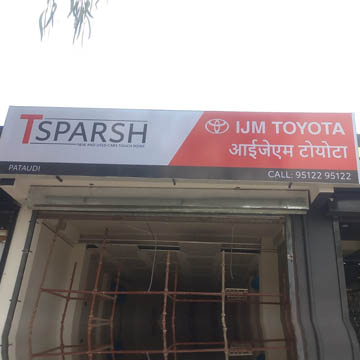 TSPARSH
NEW AND USED CARS TOUCH POINT
PATAUDI
IJM TOYOTA
आईजेएम टोयोटा
CALL: 95122 95122